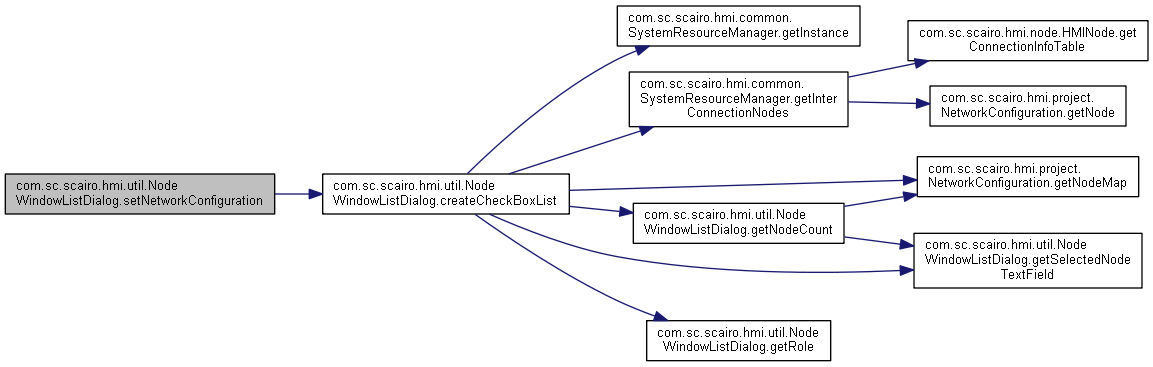 com.sc.scairo.hmi.common.
SystemResourceManager.getInstance
com.sc.scairo.hmi.node.HMINode.get
ConnectionInfoTable
com.sc.scairo.hmi.common.
SystemResourceManager.getInter
ConnectionNodes
com.sc.scairo.hmi.project.
NetworkConfiguration.getNode
com.sc.scairo.hmi.util.Node
WindowListDialog.setNetworkConfiguration
com.sc.scairo.hmi.util.Node
WindowListDialog.createCheckBoxList
com.sc.scairo.hmi.project.
NetworkConfiguration.getNodeMap
com.sc.scairo.hmi.util.Node
WindowListDialog.getNodeCount
com.sc.scairo.hmi.util.Node
WindowListDialog.getSelectedNode
TextField
com.sc.scairo.hmi.util.Node
WindowListDialog.getRole